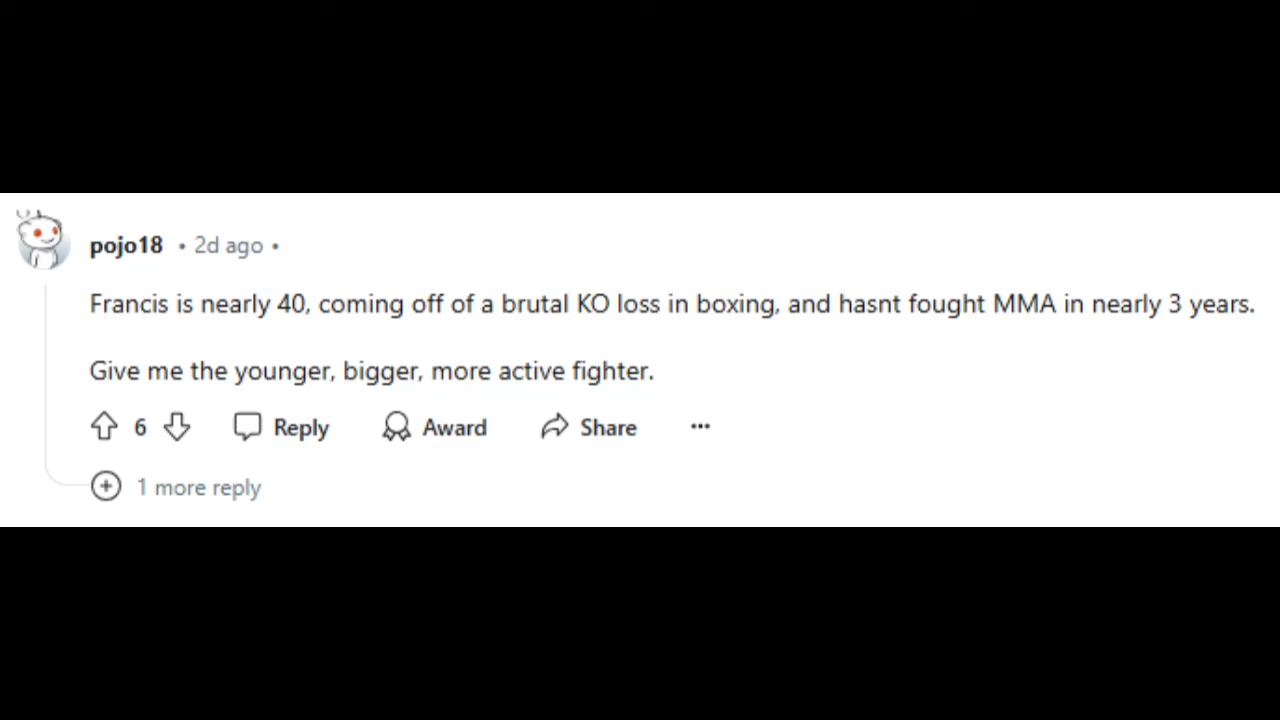 pojo18 • 2d ago •
Francis is nearly 40, coming off of a brutal KO loss in boxing, and hasnt fought MMA in nearly 3 years.
Give me the younger, bigger, more active fighter.
6 Reply Award Share ...
1 more reply